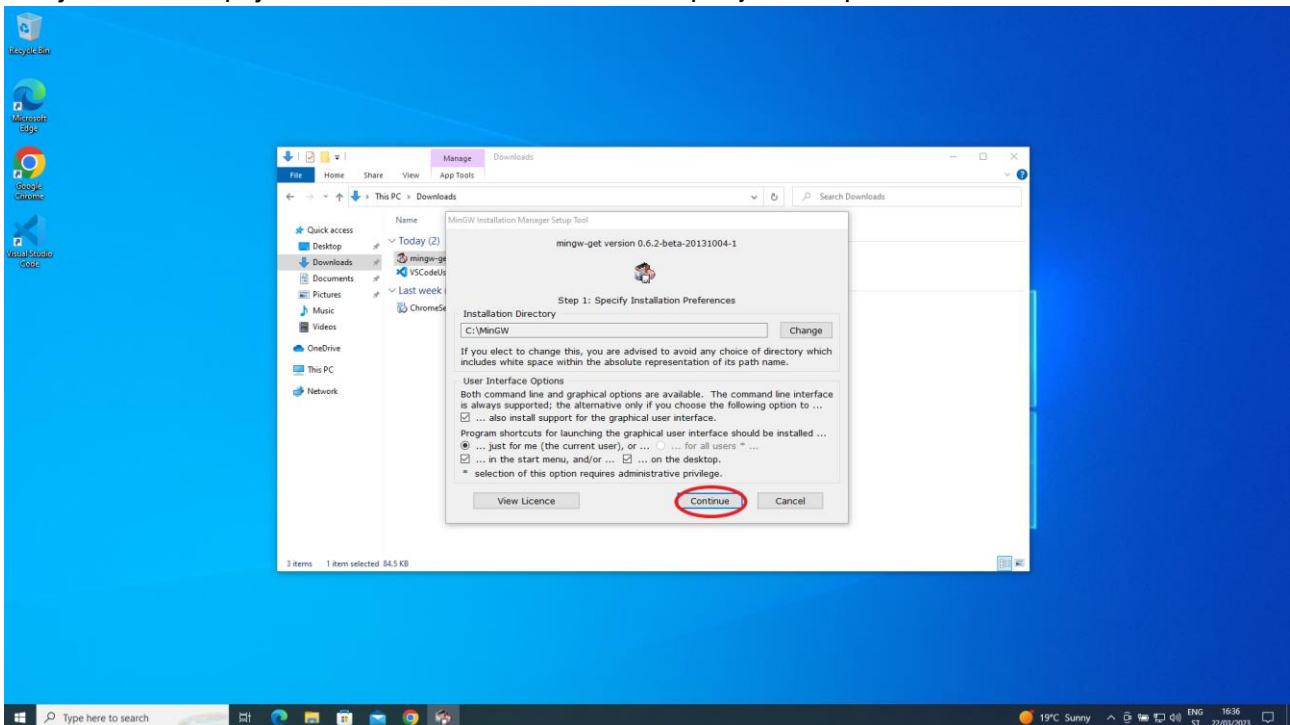 Recycle Bin
Microsoft
Edge
Google
Chrome
Visual Studio
Code
Manage
Downloads
File
Home
Share
View
App Tools
This PC > Downloads
Search Downloads
Name
Quick access
Desktop
Downloads
Documents
Pictures
Music
Videos
OneDrive
This PC
Network
Today (2)
mingw-ge
VSCodeUs
Last week
ChromeSe
MinGW Installation Manager Setup Tool
mingw-get version 0.6.2-beta-20131004-1
Step 1: Specify Installation Preferences
Installation Directory
C:\MinGW
Change
If you elect to change this, you are advised to avoid any choice of directory which
includes white space within the absolute representation of its path name.
User Interface Options
Both command line and graphical options are available. The command line interface
is always supported; the alternative only if you choose the following option to ...
... also install support for the graphical user interface.
Program shortcuts for launching the graphical user interface should be installed ...
... just for me (the current user), or ... ... for all users * ...
... in the start menu, and/or ... ... on the desktop.
* selection of this option requires administrative privilege.
View Licence
Continue
Cancel
3 items
1 item selected 84.5 KB
Type here to search
19°C Sunny
ENG
16:36
ST
22/03/2023